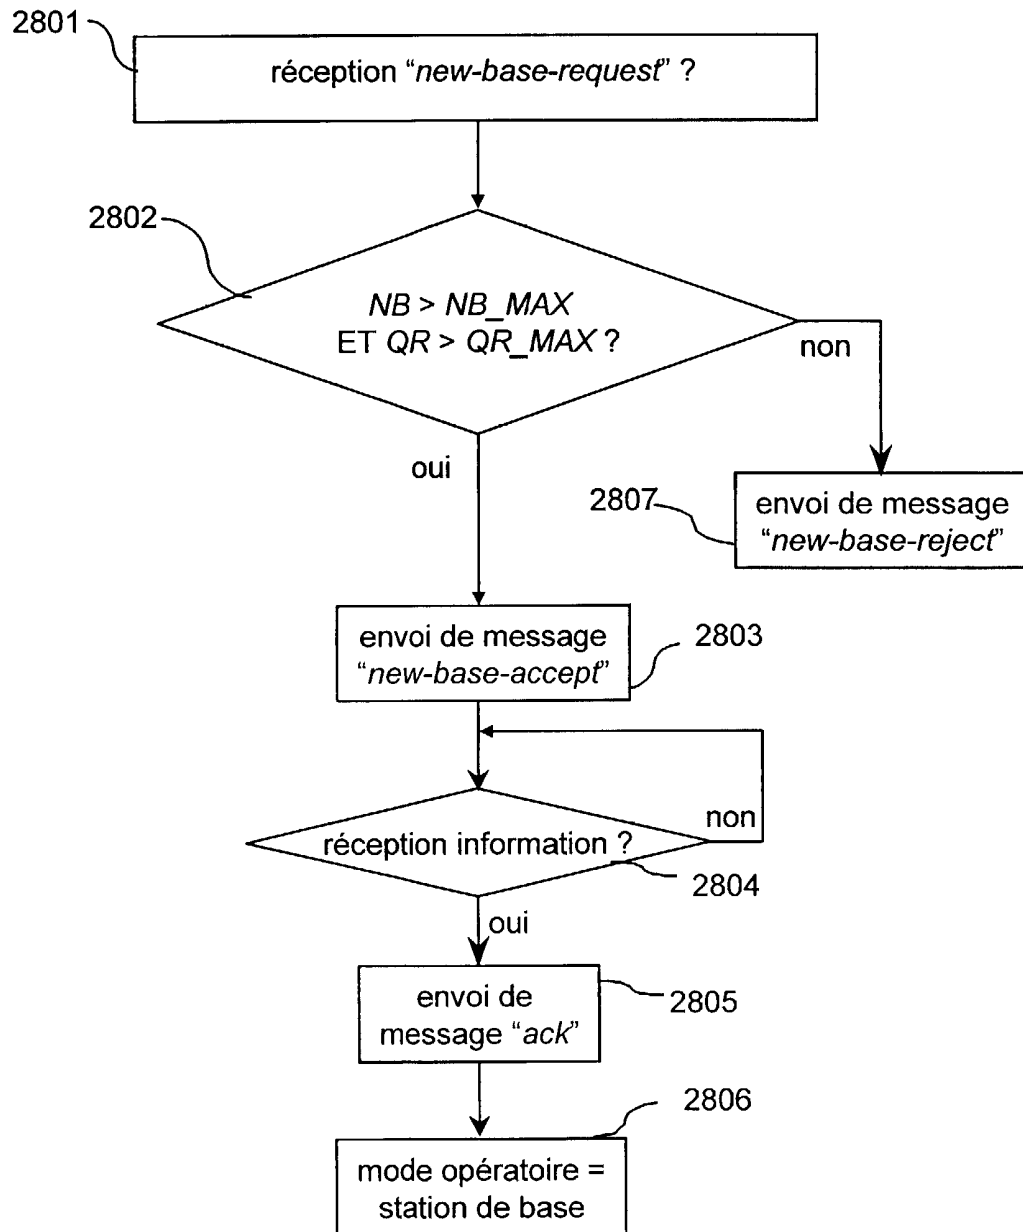 2801
réception “new-base-request” ?
2802
NB > NB_MAX
ET QR > QR_MAX ?
non
oui
2807
envoi de message
“new-base-reject”
envoi de message
“new-base-accept”
2803
non
réception information ?
2804
oui
envoi de
message “ack”
2805
2806
mode opératoire =
station de base